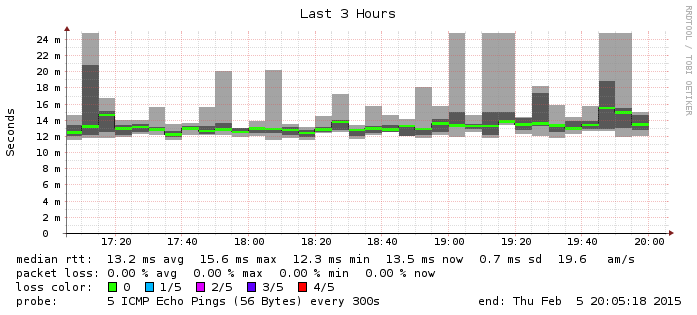 Last 3 Hours
RRDTOOL / TOBI OETIKER
Seconds
24 m
22 m
20 m
18 m
16 m
14 m
12 m
10 m
8 m
6 m
4 m
2 m
0
17:20 17:40 18:00 18:20 18:40 19:00 19:20 19:40 20:00
median rtt: 13.2 ms avg 15.6 ms max 12.3 ms min 13.5 ms now 0.7 ms sd 19.6 am/s
packet loss: 0.00 % avg 0.00 % max 0.00 % min 0.00 % now
loss color: 0 1/5 2/5 3/5 4/5
probe: 5 ICMP Echo Pings (56 Bytes) every 300s end: Thu Feb 5 20:05:18 2015